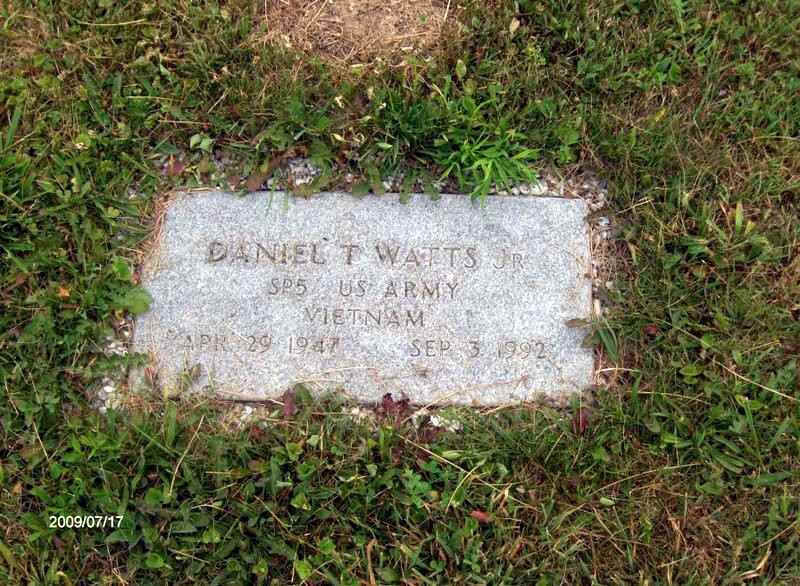 DANIEL T WATTS JR
SP5 US ARMY
VIETNAM
APR 29 1947 SEP 3 1992
2009/07/17